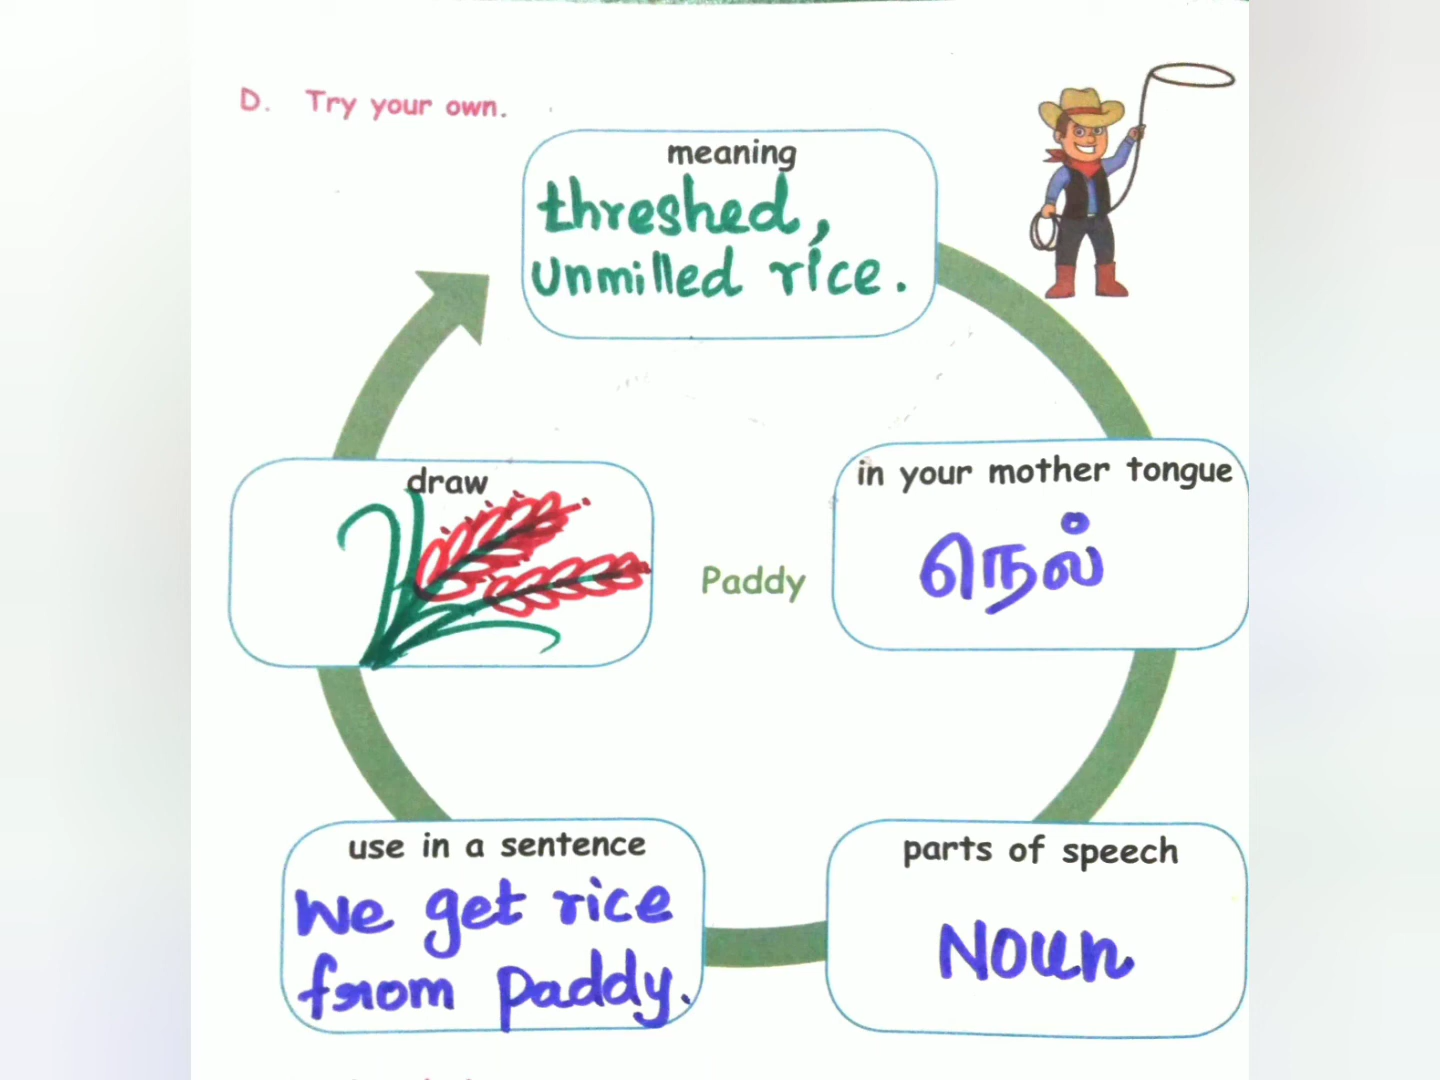 D. Try your own.
meaning
threshed,
unmilled rice.
draw
in your mother tongue
நெல்
Paddy
use in a sentence
We get rice
from paddy.
parts of speech
Noun